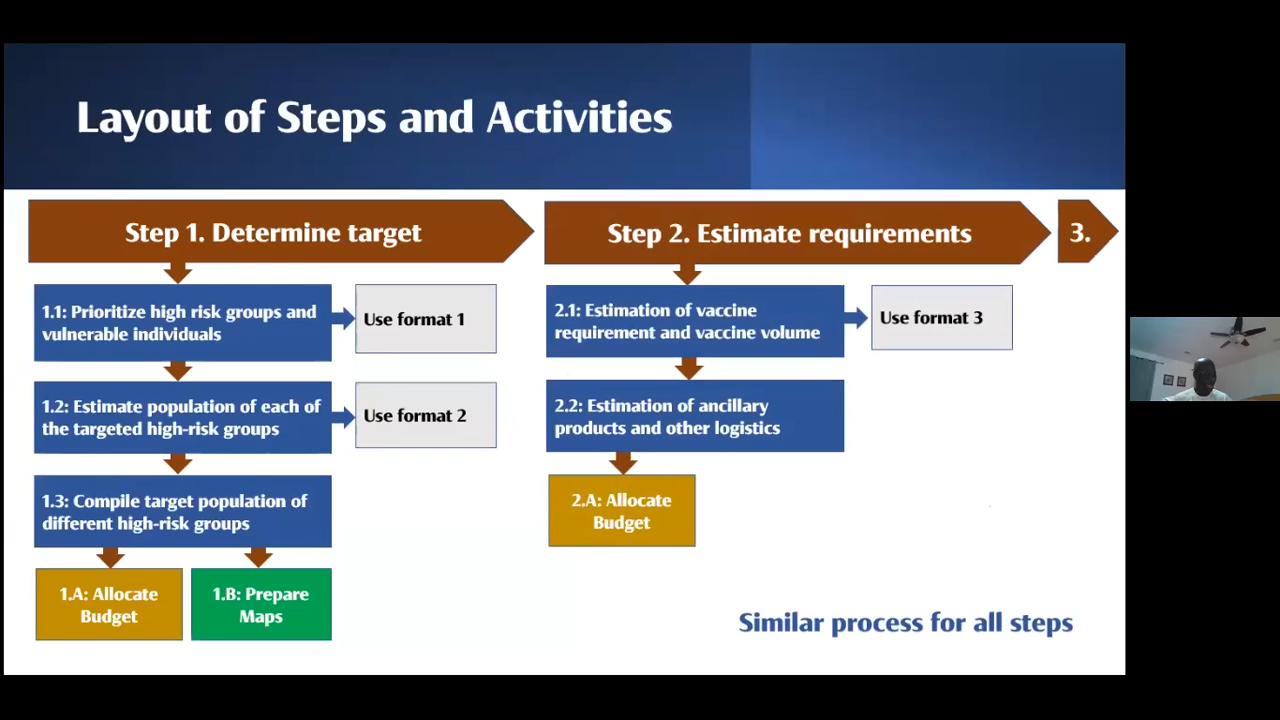 Layout of Steps and Activities
Step 1. Determine target
1.1: Prioritize high risk groups and
vulnerable individuals
Use format 1
1.2: Estimate population of each of
the targeted high-risk groups
Use format 2
1.3: Compile target population of
different high-risk groups
1.A: Allocate
Budget
1.B: Prepare
Maps
Step 2. Estimate requirements
2.1: Estimation of vaccine
requirement and vaccine volume
Use format 3
2.2: Estimation of ancillary
products and other logistics
2.A: Allocate
Budget
3.
Similar process for all steps